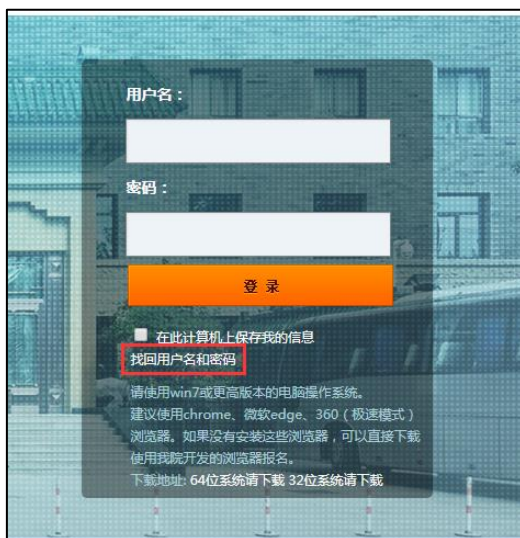 用户名：
密码：
登 录
在此计算机上保存我的信息
找回用户名和密码
请使用win7或更高版本的电脑操作系统。
建议使用chrome、微软edge、360（极速模式）
浏览器。如果没有安装这些浏览器，可以直接下载
使用我院开发的浏览器报名。
下载地址: 64位系统请下载 32位系统请下载